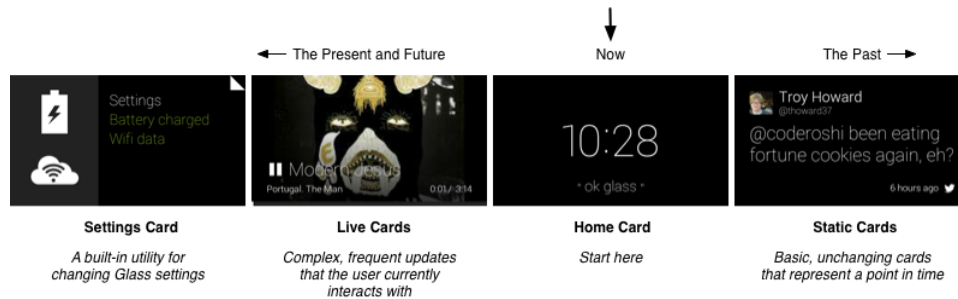 The Present and Future
Now
The Past
Settings
Battery charged
Wifi data
Modern Jesus
Portugal. The Man
0:01 / 3:14
10:28
" ok glass "
Troy Howard
@thoward37
@coderoshi been eating
fortune cookies again, eh?
6 hours ago
Settings Card
A built-in utility for
changing Glass settings
Live Cards
Complex, frequent updates
that the user currently
interacts with
Home Card
Start here
Static Cards
Basic, unchanging cards
that represent a point in time